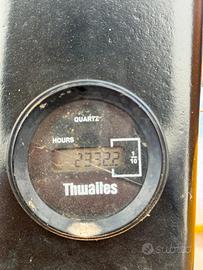 QUARTZ
HOURS
23322
1/10
Thwaites
subito